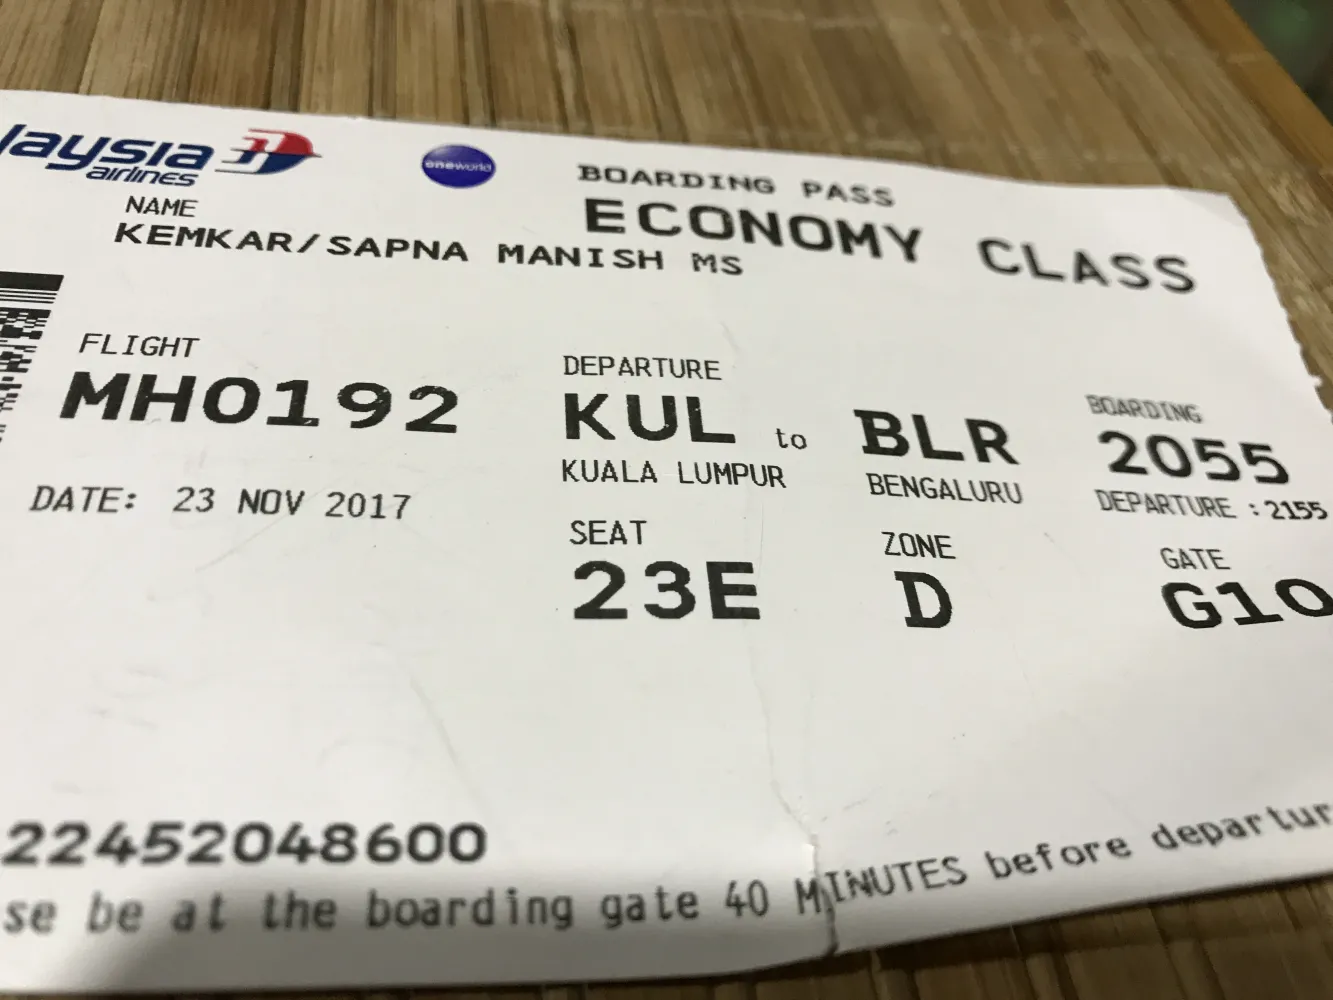 laysia
airlines
oneworld
BOARDING PASS
ECONOMY CLASS
NAME
KEMKAR/SAPNA MANISH MS
FLIGHT
MH0192
DATE: 23 NOV 2017
DEPARTURE
KUL to BLR
KUALA LUMPUR BENGALURU
BOARDING
2055
DEPARTURE :2155
SEAT
23E
ZONE
D
GATE
G10
22452048600
se be at the boarding gate 40 MINUTES before departur